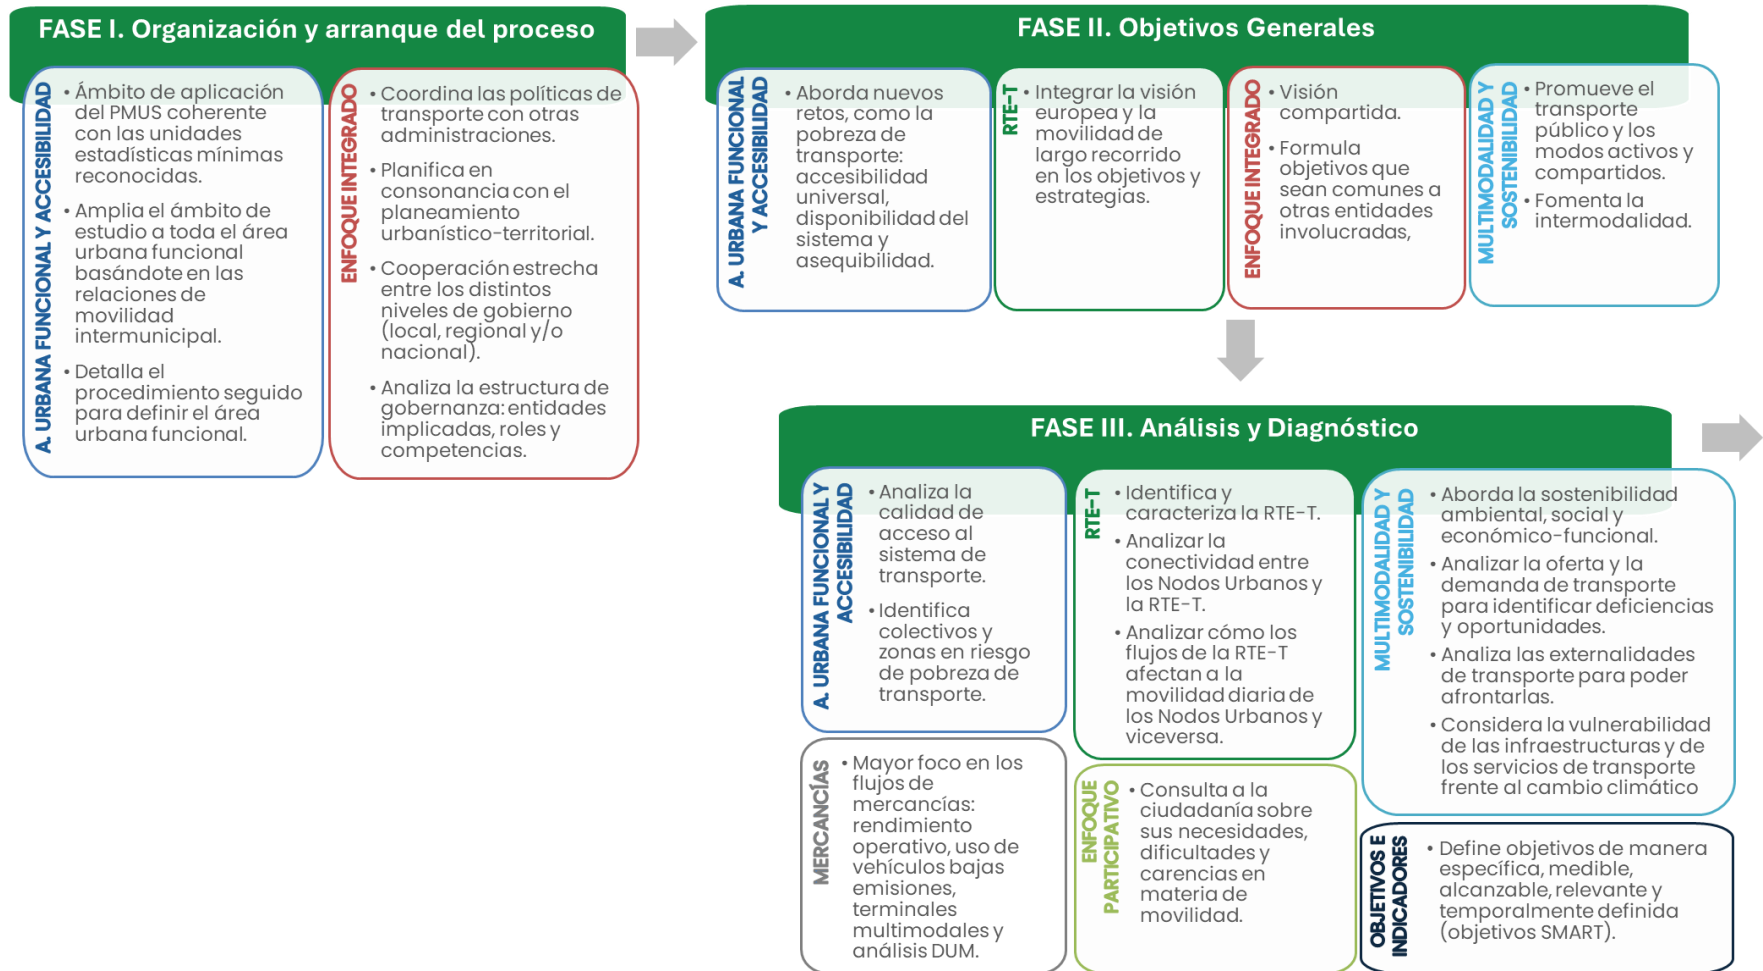 FASE I. Organización y arranque del proceso
A. URBANA FUNCIONAL Y ACCESIBILIDAD
• Ámbito de aplicación
del PMUS coherente
con las unidades
estadísticas mínimas
reconocidas.
• Amplia el ámbito de
estudio a toda el área
urbana funcional
basándote en las
relaciones de
movilidad
intermunicipal.
• Detalla el
procedimiento seguido
para definir el área
urbana funcional.
ENFOQUE INTEGRADO
• Coordina las políticas de
transporte con otras
administraciones.
• Planifica en
consonancia con el
planeamiento
urbanístico-territorial.
• Cooperación estrecha
entre los distintos
niveles de gobierno
(local, regional y/o
nacional).
• Analiza la estructura de
gobernanza: entidades
implicadas, roles y
competencias.
FASE II. Objetivos Generales
A. URBANA FUNCIONAL
Y ACCESIBILIDAD
• Aborda nuevos
retos, como la
pobreza de
transporte:
accesibilidad
universal,
disponibilidad del
sistema y
asequibilidad.
RTE-T
• Integrar la visión
europea y la
movilidad de
largo recorrido
en los objetivos y
estrategias.
ENFOQUE INTEGRADO
• Visión
compartida.
• Formula
objetivos que
sean comunes a
otras entidades
involucradas,
MULTIMODALIDAD Y
SOSTENIBILIDAD
• Promueve el
transporte
público y los
modos activos y
compartidos.
• Fomenta la
intermodalidad.
FASE III. Análisis y Diagnóstico
A. URBANA FUNCIONAL Y
ACCESIBILIDAD
• Analiza la
calidad de
acceso al
sistema de
transporte.
• Identifica
colectivos y
zonas en riesgo
de pobreza de
transporte.
RTE-T
• Identifica y
caracteriza la RTE-T.
• Analizar la
conectividad entre
los Nodos Urbanos y
la RTE-T.
• Analizar cómo los
flujos de la RTE-T
afectan a la
movilidad diaria de
los Nodos Urbanos y
viceversa.
MULTIMODALIDAD Y
SOSTENIBILIDAD
• Aborda la sostenibilidad
ambiental, social y
económico-funcional.
• Analizar la oferta y la
demanda de transporte
para identificar deficiencias
y oportunidades.
• Analiza las externalidades
de transporte para poder
afrontarlas.
• Considera la vulnerabilidad
de las infraestructuras y de
los servicios de transporte
frente al cambio climático
MERCANCÍAS
• Mayor foco en los
flujos de
mercancías:
rendimiento
operativo, uso de
vehículos bajas
emisiones,
terminales
multimodales y
análisis DUM.
ENFOQUE
PARTICIPATIVO
• Consulta a la
ciudadanía sobre
sus necesidades,
dificultades y
carencias en
materia de
movilidad.
OBJETIVOS E
INDICADORES
• Define objetivos de manera
específica, medible,
alcanzable, relevante y
temporalmente definida
(objetivos SMART).